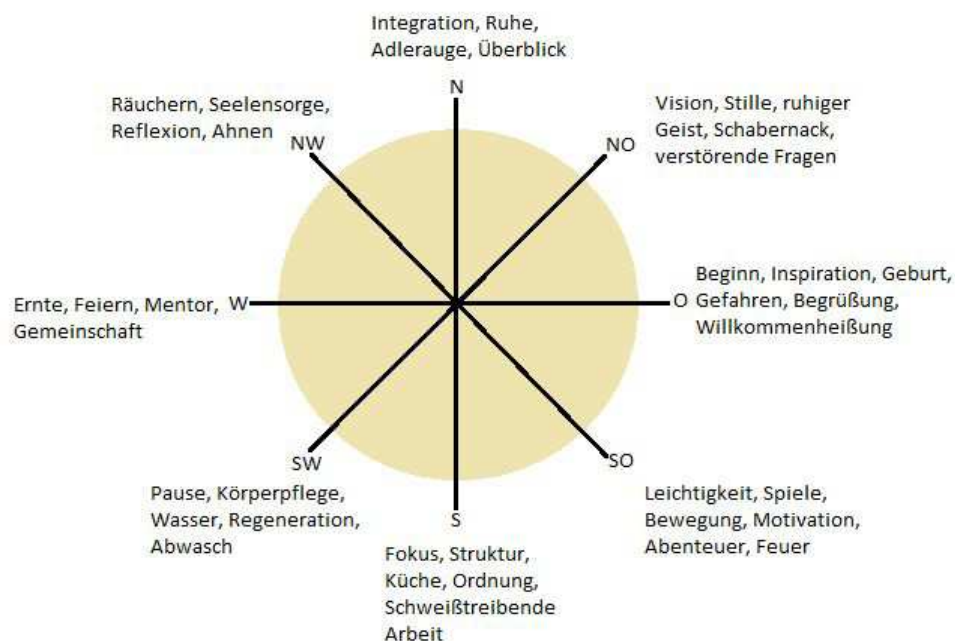 Integration, Ruhe,
Adlerauge, Überblick
N
Räuchern, Seelensorge,
Reflexion, Ahnen
NW
Vision, Stille, ruhiger
Geist, Schabernack,
verstörende Fragen
NO
Ernte, Feiern, Mentor,
Gemeinschaft
W
O
Beginn, Inspiration, Geburt,
Gefahren, Begrüßung,
Willkommenheißung
SW
Pause, Körperpflege,
Wasser, Regeneration,
Abwasch
S
Fokus, Struktur,
Küche, Ordnung,
Schweißtreibende
Arbeit
SO
Leichtigkeit, Spiele,
Bewegung, Motivation,
Abenteuer, Feuer